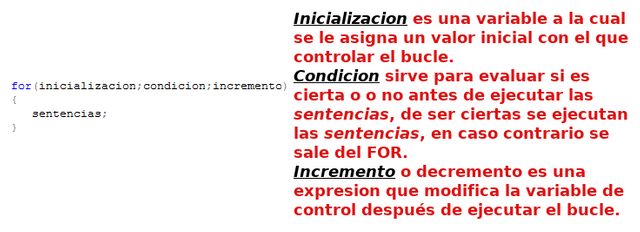 for(inicializacion;condicion;incremento)
{
sentencias;
}
Inicializacion es una variable a la cual
se le asigna un valor inicial con el que
controlar el bucle.
Condicion sirve para evaluar si es
cierta o o no antes de ejecutar las
sentencias, de ser ciertas se ejecutan
las sentencias, en caso contrario se
sale del FOR.
Incremento o decremento es una
expresion que modifica la variable de
control después de ejecutar el bucle.